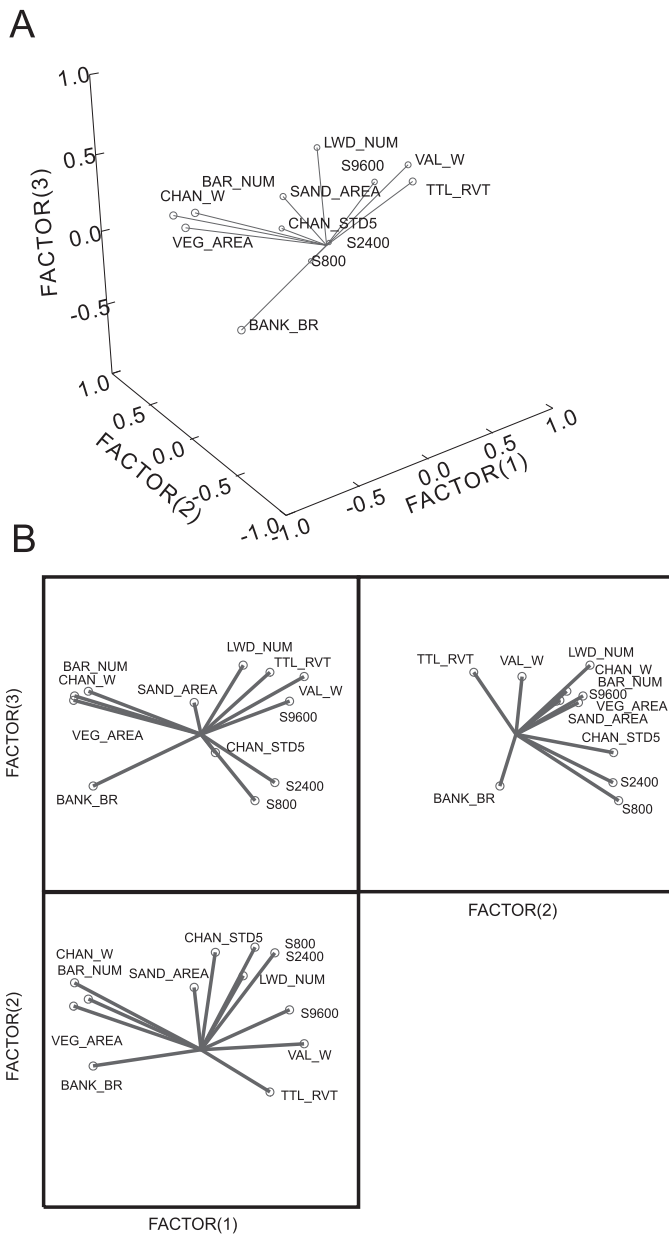 A
1.0
LWD_NUM
S9600
VAL_W
0.5
BAR_NUM
SAND_AREA
TTL_RVT
CHAN_W
FACTOR(3)
CHAN_STD5
0.0
VEG_AREA
S2400
S800
-0.5
BANK_BR
1.0
0.5
1.0
0.0
0.5
FACTOR(2)
-0.5
0.0
FACTOR(1)
-0.5
-1.0
-1.0
B
LWD_NUM
BAR_NUM
TTL_RVT
CHAN_W
SAND_AREA
VAL_W
S9600
FACTOR(3)
VEG_AREA
CHAN_STD5
S2400
BANK_BR
S800
LWD_NUM
TTL_RVT
VAL_W
CHAN_W
BAR_NUM
S9600
VEG_AREA
SAND_AREA
CHAN_STD5
S2400
BANK_BR
S800
FACTOR(2)
CHAN_STD5
S800
CHAN_W
S2400
BAR_NUM
SAND_AREA
LWD_NUM
S9600
FACTOR(2)
VEG_AREA
VAL_W
BANK_BR
TTL_RVT
FACTOR(1)